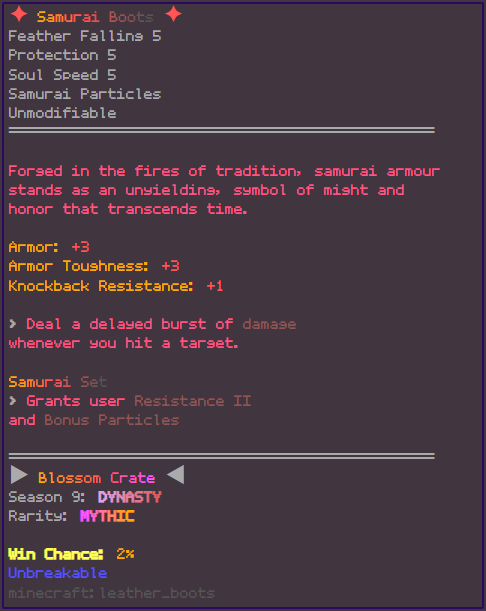 ✦ Samurai Boots ✦
Feather Falling 5
Protection 5
Soul Speed 5
Samurai Particles
Unmodifiable
Forged in the fires of tradition, samurai armour
stands as an unyielding, symbol of might and
honor that transcends time.
Armor: +3
Armor Toughness: +3
Knockback Resistance: +1
> Deal a delayed burst of damage
whenever you hit a target.
Samurai Set
> Grants user Resistance II
and Bonus Particles
▶ Blossom Crate ◀
Season 9: DYNASTY
Rarity: MYTHIC
Win Chance: 2%
Unbreakable
minecraft:leather_boots